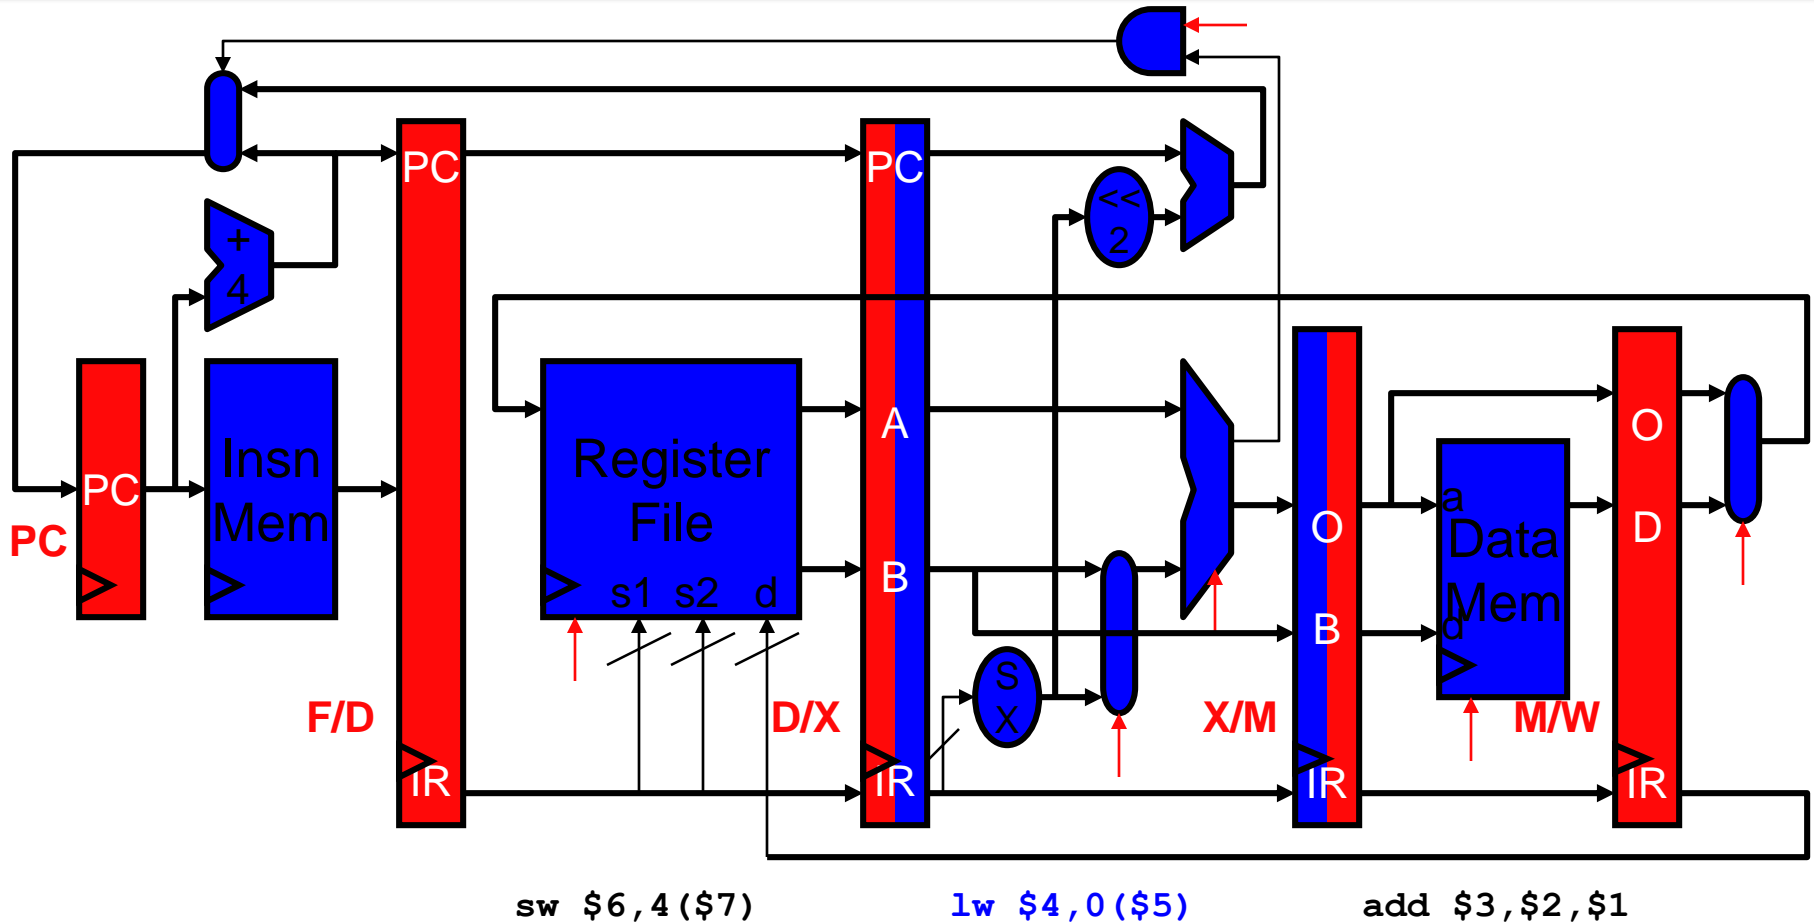 +
4
<<
2
PC
PC
PC
PC
Insn
Mem
Register
File
s1 s2 d
A
B
S
X
O
B
a
Data
Mem
d
O
D
F/D
D/X
X/M
M/W
IR
IR
IR
IR
sw $6,4($7)
lw $4,0($5)
add $3,$2,$1